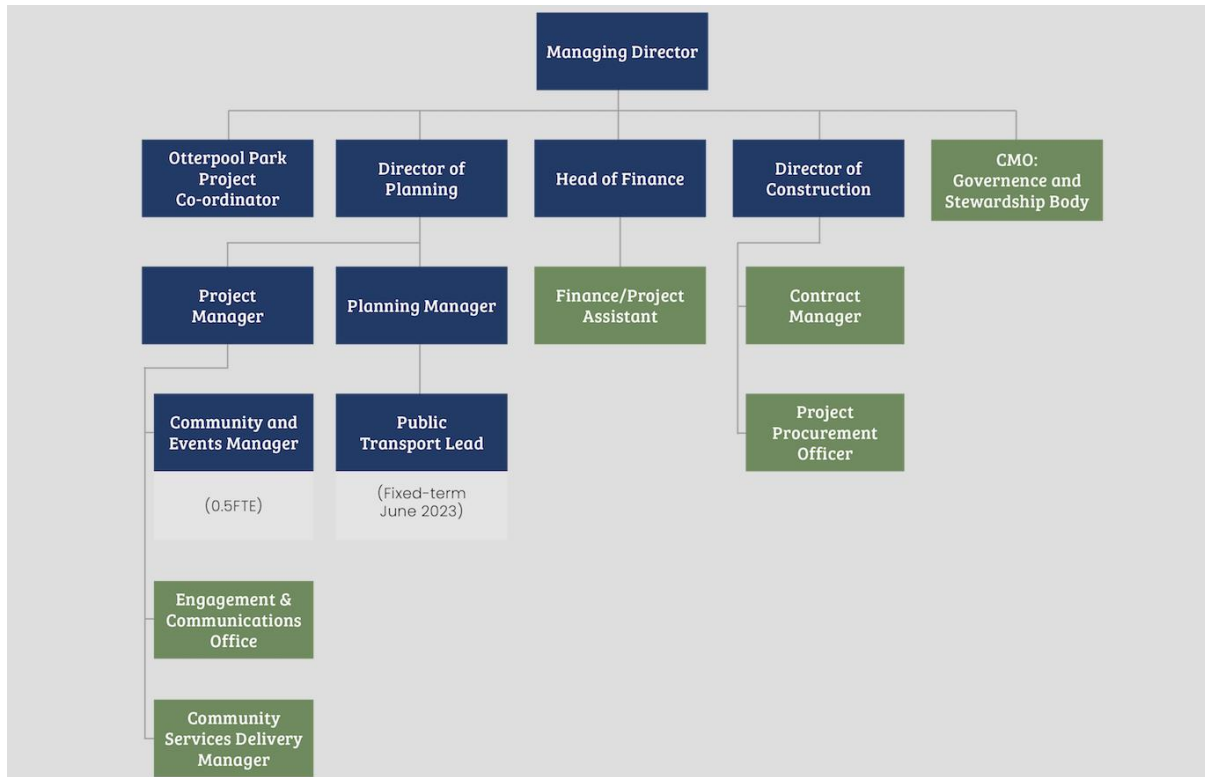 Managing Director
Otterpool Park
Project
Co-ordinator
Director of
Planning
Head of Finance
Director of
Construction
CMO:
Governence and
Stewardship Body
Project
Manager
Planning Manager
Finance/Project
Assistant
Contract
Manager
Community and
Events Manager
(0.5FTE)
Public
Transport Lead
(Fixed-term
June 2023)
Project
Procurement
Officer
Engagement &
Communications
Office
Community
Services Delivery
Manager